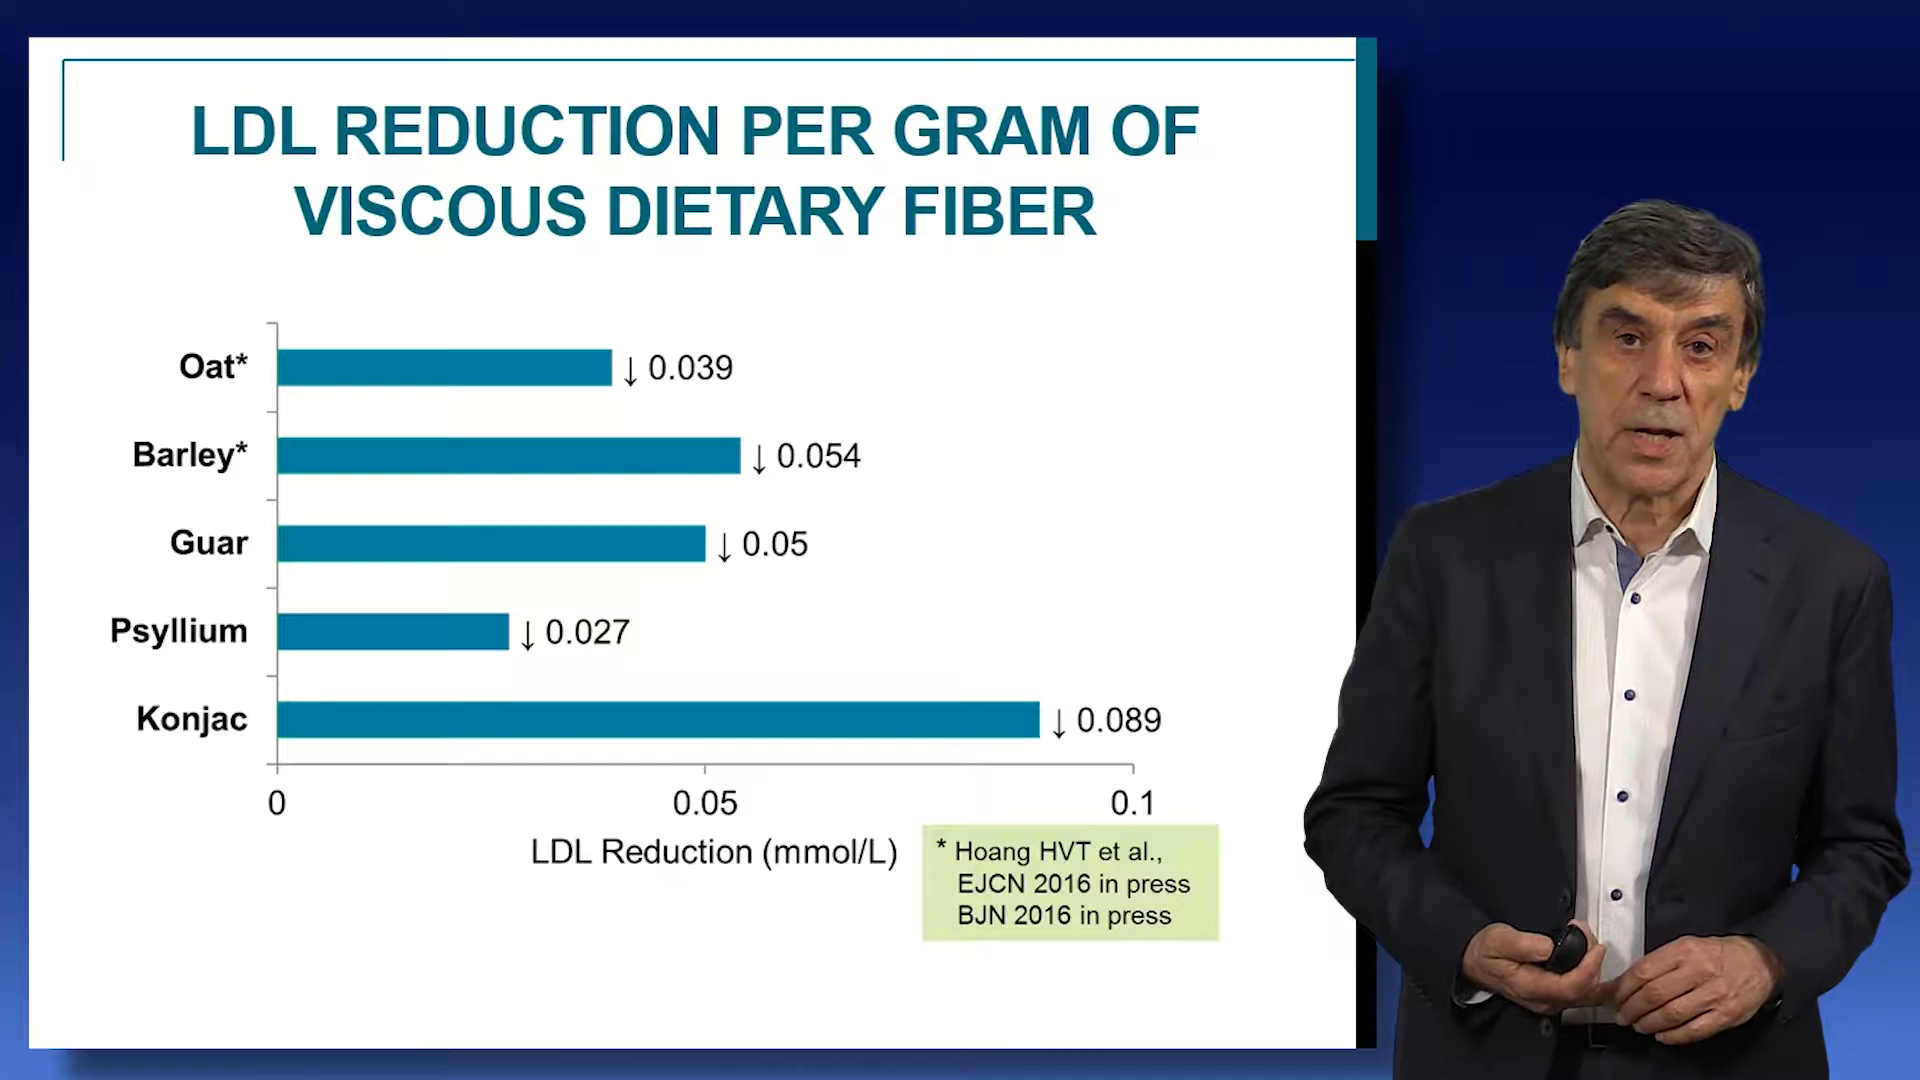 LDL REDUCTION PER GRAM OF
VISCOUS DIETARY FIBER
Oat* ↓ 0.039
Barley* ↓ 0.054
Guar ↓ 0.05
Psyllium ↓ 0.027
Konjac ↓ 0.089
0 0.05 0.1
LDL Reduction (mmol/L)
* Hoang HVT et al.,
EJCN 2016 in press
BJN 2016 in press